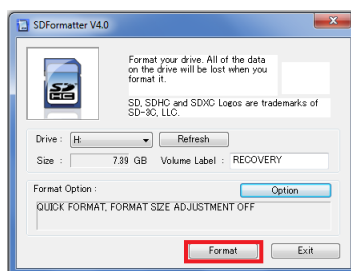 SDFormatter V4.0
Format your drive. All of the data
on the drive will be lost when you
format it.
SD, SDHC and SDXC Logos are trademarks of
SD-3C, LLC.
SD
HC
Drive : H: Refresh
Size : 7.39 GB Volume Label : RECOVERY
Format Option : Option
QUICK FORMAT, FORMAT SIZE ADJUSTMENT OFF
Format Exit